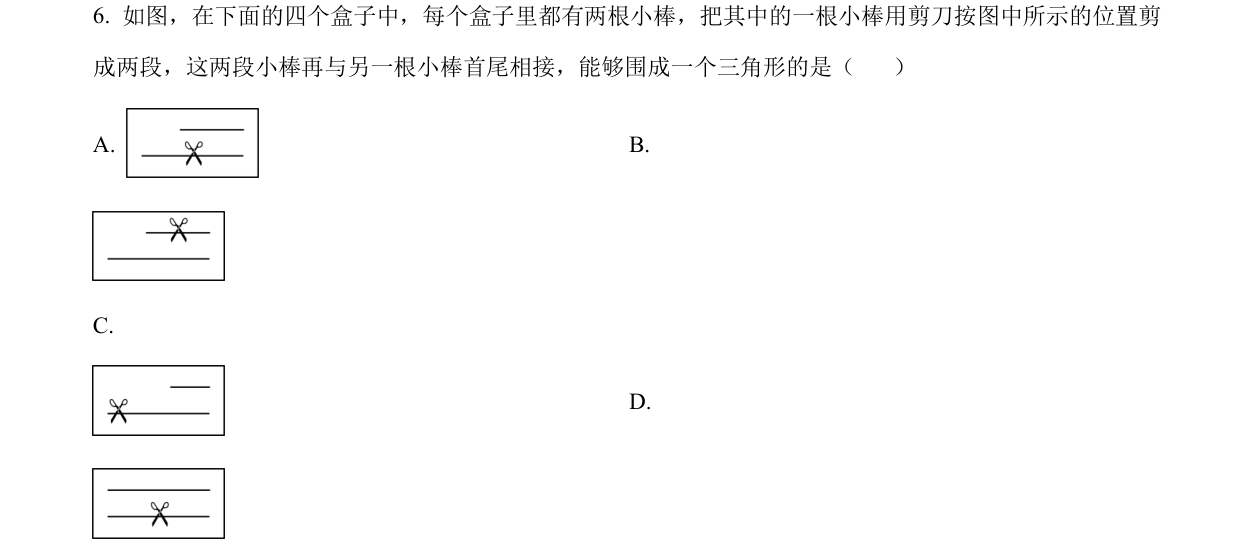 6. 如图，在下面的四个盒子中，每个盒子里都有两根小棒，把其中的一根小棒用剪刀按图中所示的位置剪
成两段，这两段小棒再与另一根小棒首尾相接，能够围成一个三角形的是（　　）
A.
B.
C.
D.